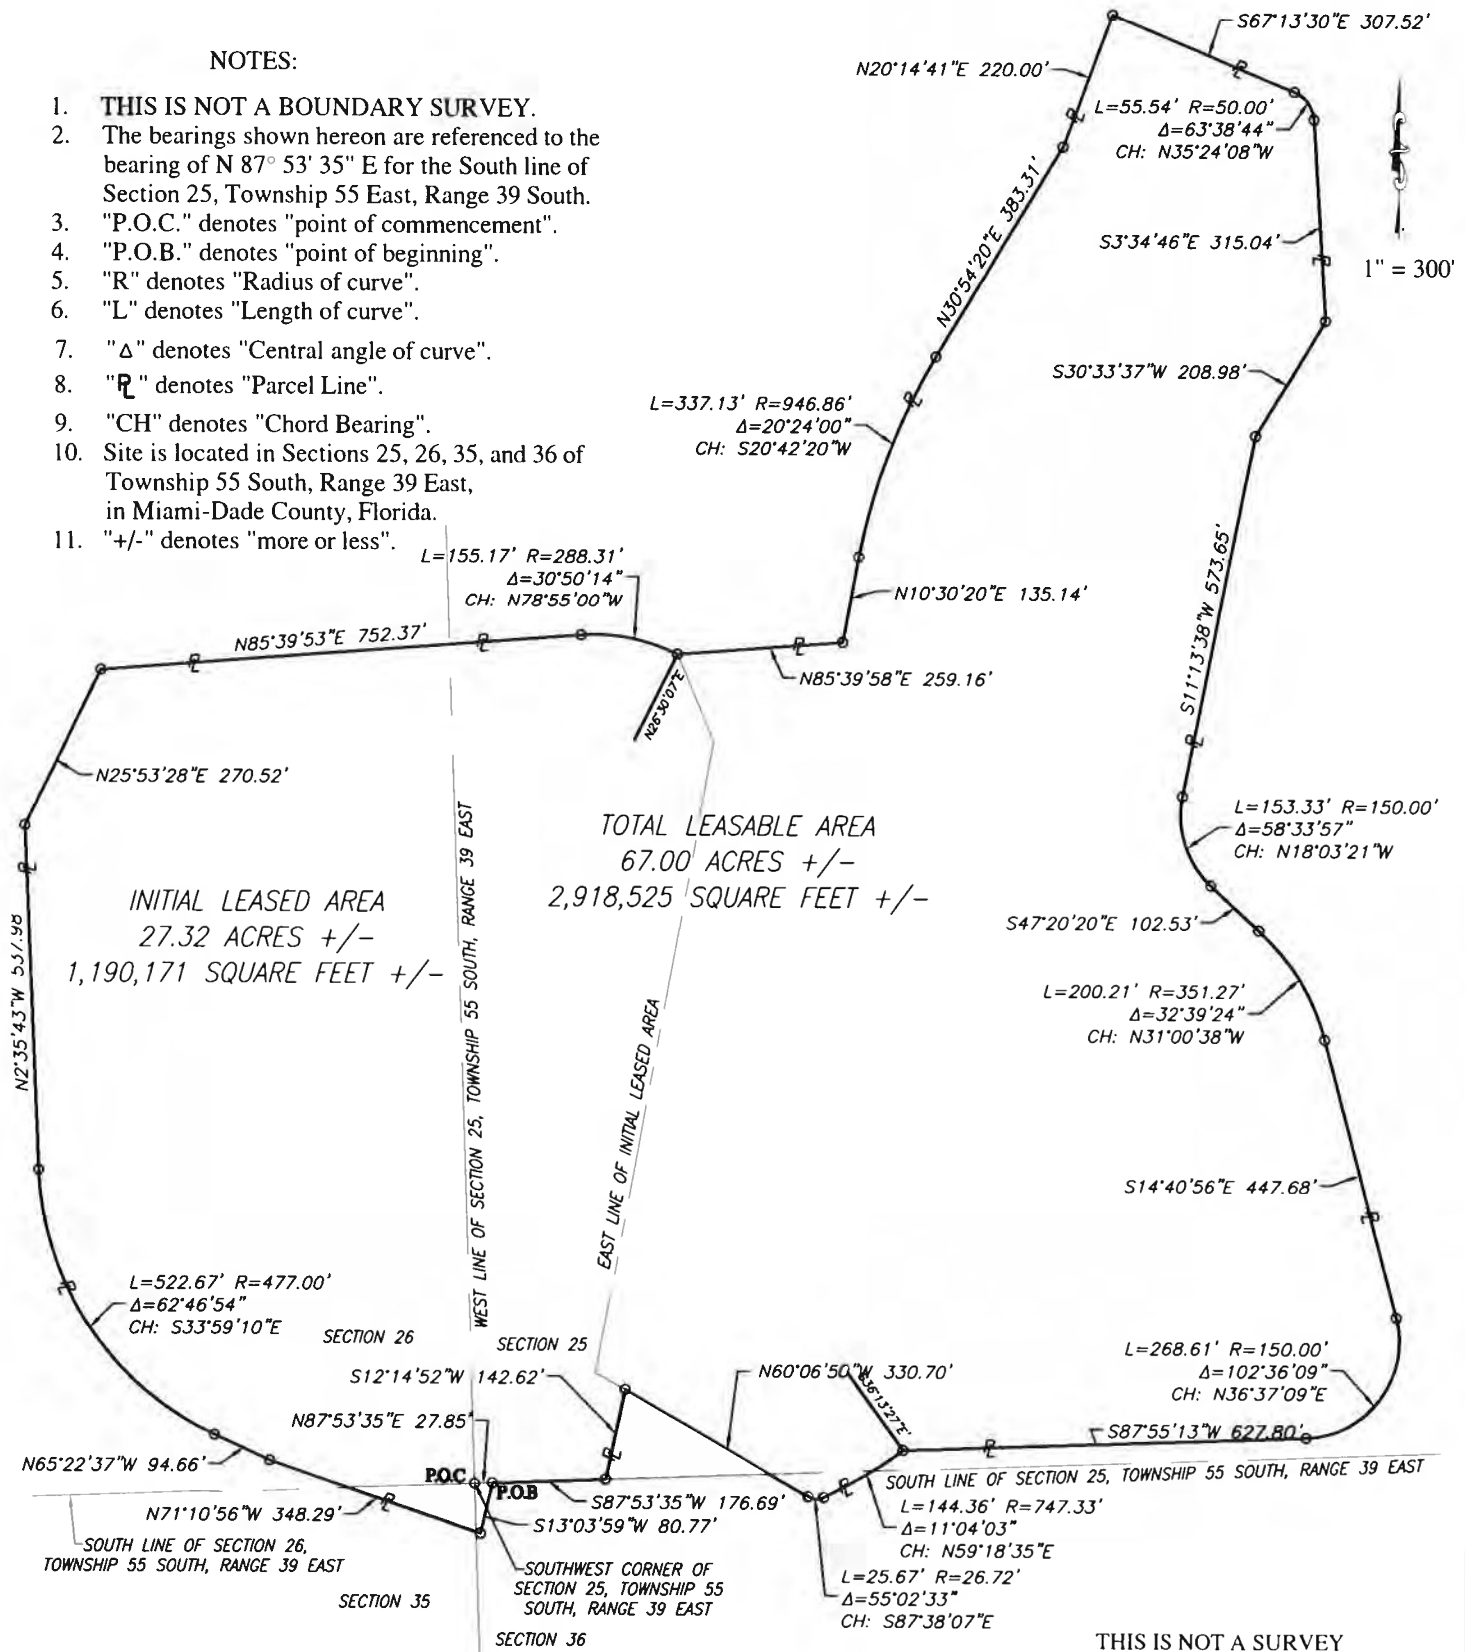 NOTES:
1. THIS IS NOT A BOUNDARY SURVEY.
2. The bearings shown hereon are referenced to the
bearing of N 87° 53' 35" E for the South line of
Section 25, Township 55 East, Range 39 South.
3. "P.O.C." denotes "point of commencement".
4. "P.O.B." denotes "point of beginning".
5. "R" denotes "Radius of curve".
6. "L" denotes "Length of curve".
7. "Δ" denotes "Central angle of curve".
8. "PL" denotes "Parcel Line".
9. "CH" denotes "Chord Bearing".
10. Site is located in Sections 25, 26, 35, and 36 of
Township 55 South, Range 39 East,
in Miami-Dade County, Florida.
11. "+/-" denotes "more or less".
S67°13'30"E 307.52'
N20°14'41"E 220.00'
L=55.54' R=50.00'
Δ=63°38'44"
CH: N35°24'08"W
1" = 300'
S3°34'46"E 315.04'
N30°54'20"E 383.31'
S30°33'37"W 208.98'
L=337.13' R=946.86'
Δ=20°24'00"
CH: S20°42'20"W
L=155.17' R=288.31'
Δ=30°50'14"
CH: N78°55'00"W
N10°30'20"E 135.14'
S11°13'38"W 573.65'
N85°39'53"E 752.37'
N85°39'58"E 259.16'
N26°30'07"E
N25°53'28"E 270.52'
TOTAL LEASABLE AREA
67.00 ACRES +/-
2,918,525 SQUARE FEET +/-
L=153.33' R=150.00'
Δ=58°33'57"
CH: N18°03'21"W
INITIAL LEASED AREA
27.32 ACRES +/-
1,190,171 SQUARE FEET +/-
WEST LINE OF SECTION 25, TOWNSHIP 55 SOUTH, RANGE 39 EAST
S47°20'20"E 102.53'
N2°35'43"W 537.98
L=200.21' R=351.27'
Δ=32°39'24"
CH: N31°00'38"W
EAST LINE OF INITIAL LEASED AREA
S14°40'56"E 447.68'
L=522.67' R=477.00'
Δ=62°46'54"
CH: S33°59'10"E
SECTION 26
SECTION 25
S12°14'52"W 142.62'
N60°06'50"W 330.70'
S36°13'27"E
L=268.61' R=150.00'
Δ=102°36'09"
CH: N36°37'09"E
N87°53'35"E 27.85'
S87°55'13"W 627.80'
N65°22'37"W 94.66'
P.O.C
P.O.B
SOUTH LINE OF SECTION 25, TOWNSHIP 55 SOUTH, RANGE 39 EAST
N71°10'56"W 348.29'
S87°53'35"W 176.69'
S13°03'59"W 80.77'
L=144.36' R=747.33'
Δ=11°04'03"
CH: N59°18'35"E
SOUTH LINE OF SECTION 26,
TOWNSHIP 55 SOUTH, RANGE 39 EAST
SOUTHWEST CORNER OF
SECTION 25, TOWNSHIP 55
SOUTH, RANGE 39 EAST
L=25.67' R=26.72'
Δ=55°02'33"
CH: S87°38'07"E
SECTION 35
SECTION 36
THIS IS NOT A SURVEY